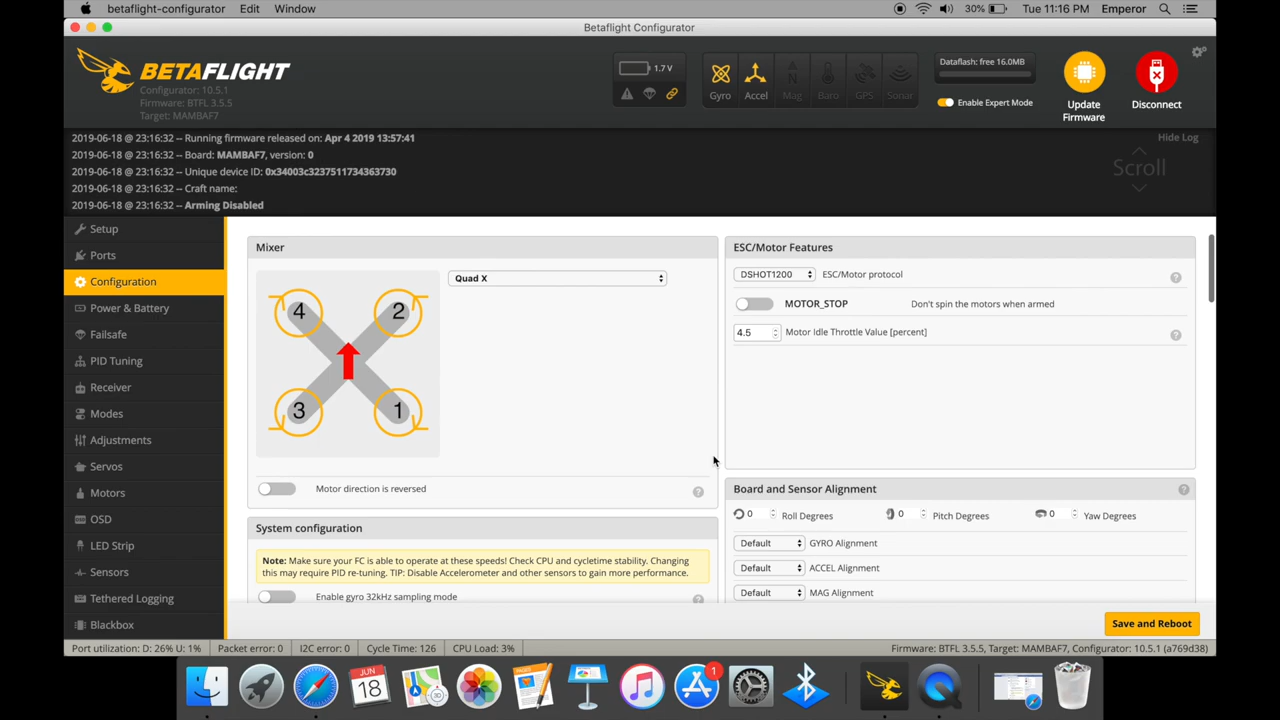 betaflight-configurator Edit Window 30% Tue 11:16 PM Emperor
Betaflight Configurator
BETAFLIGHT
Configurator: 10.5.1
Firmware: BTFL 3.5.5
Target: MAMBAF7
1.7 V
Gyro Accel Mag Baro GPS Sonar
Dataflash: free 16.0MB
Enable Expert Mode
Update
Firmware
Disconnect
2019-06-18 @ 23:16:32 -- Running firmware released on: Apr 4 2019 13:57:41
2019-06-18 @ 23:16:32 -- Board: MAMBAF7, version: 0
2019-06-18 @ 23:16:32 -- Unique device ID: 0x34003c3237511734363730
2019-06-18 @ 23:16:32 -- Craft name:
2019-06-18 @ 23:16:32 -- Arming Disabled
Hide Log
Scroll
Setup
Ports
Configuration
Power & Battery
Failsafe
PID Tuning
Receiver
Modes
Adjustments
Servos
Motors
OSD
LED Strip
Sensors
Tethered Logging
Blackbox
Mixer
Quad X
4 2
3 1
Motor direction is reversed ?
System configuration
Note: Make sure your FC is able to operate at these speeds! Check CPU and cycletime stability. Changing
this may require PID re-tuning. TIP: Disable Accelerometer and other sensors to gain more performance.
Enable gyro 32kHz sampling mode ?
ESC/Motor Features
DSHOT1200 ESC/Motor protocol ?
MOTOR_STOP Don't spin the motors when armed
4.5 Motor Idle Throttle Value [percent] ?
Board and Sensor Alignment ?
0 Roll Degrees 0 Pitch Degrees 0 Yaw Degrees
Default GYRO Alignment
Default ACCEL Alignment
Default MAG Alignment
Save and Reboot
Port utilization: D: 26% U: 1% Packet error: 0 I2C error: 0 Cycle Time: 126 CPU Load: 3% Firmware: BTFL 3.5.5, Target: MAMBAF7, Configurator: 10.5.1 (a769d38)
JUN
18
3D
PAGES
1